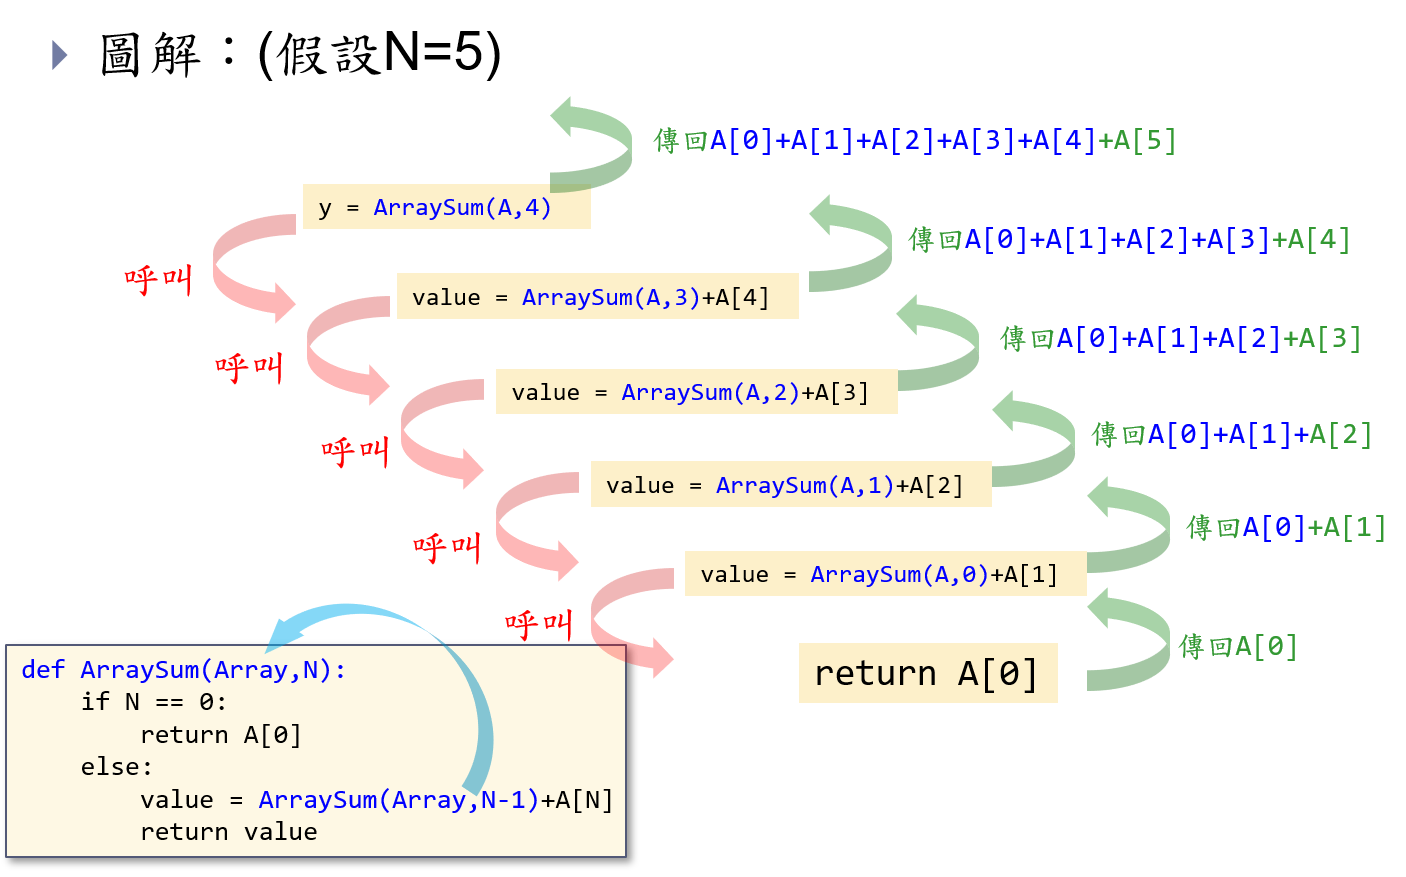 圖解：(假設N=5)
傳回A[0]+A[1]+A[2]+A[3]+A[4]+A[5]
y = ArraySum(A,4)
傳回A[0]+A[1]+A[2]+A[3]+A[4]
呼叫
value = ArraySum(A,3)+A[4]
傳回A[0]+A[1]+A[2]+A[3]
呼叫
value = ArraySum(A,2)+A[3]
傳回A[0]+A[1]+A[2]
呼叫
value = ArraySum(A,1)+A[2]
傳回A[0]+A[1]
呼叫
value = ArraySum(A,0)+A[1]
呼叫
傳回A[0]
return A[0]
def ArraySum(Array,N):
    if N == 0:
        return A[0]
    else:
        value = ArraySum(Array,N-1)+A[N]
        return value